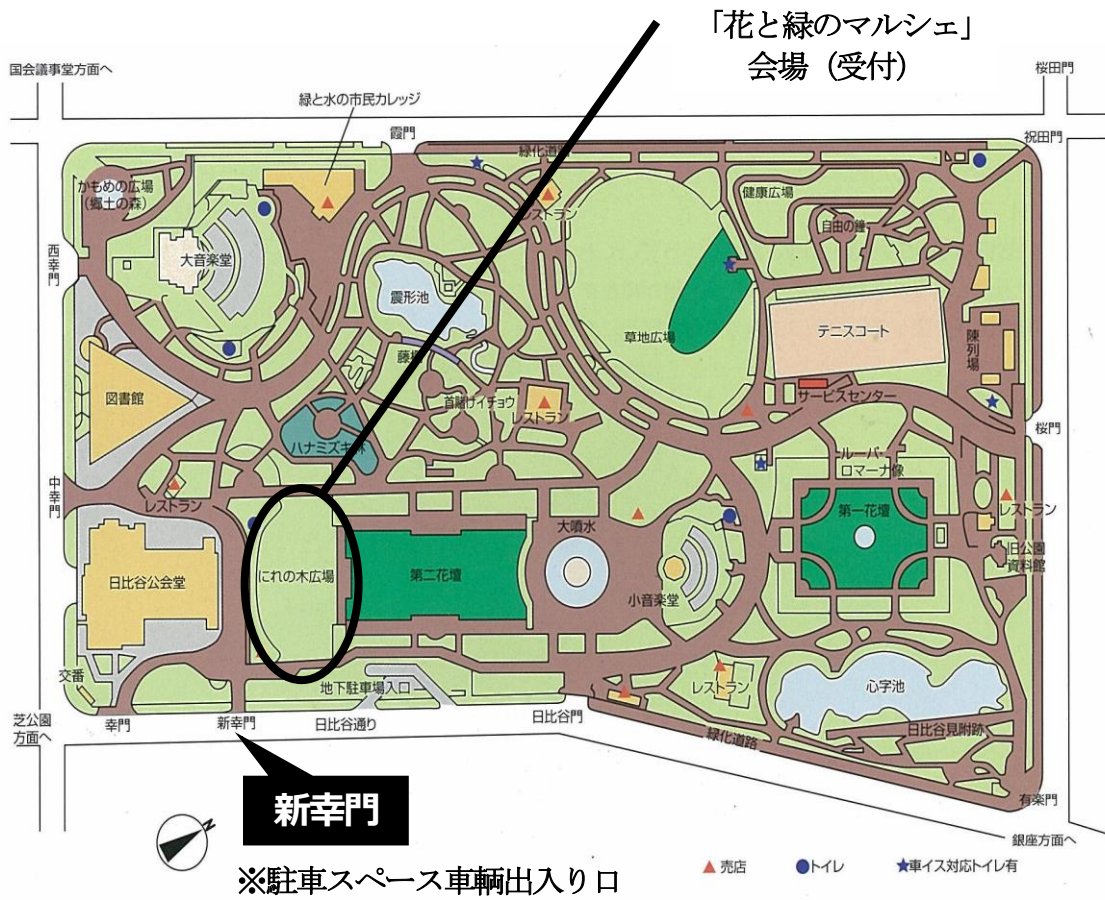 「花と緑のマルシェ」
会場（受付）
国会議事堂方面へ
桜田門
緑と水の市民カレッジ
霞門
祝田門
緑化道路
かもめの広場
（郷土の森）
レストラン
健康広場
自由の鐘
西幸門
大音楽堂
震形池
草地広場
テニスコート
陳列場
藤棚
図書館
首賭けイチョウ
レストラン
サービスセンター
桜門
ハナミズキ林
ルーパ・
ロマーナ像
中幸門
レストラン
大噴水
第一花壇
レストラン
日比谷公会堂
にれの木広場
第二花壇
小音楽堂
旧公園
資料館
交番
地下駐車場入口
レストラン
心字池
芝公園
方面へ
幸門
新幸門
日比谷通り
日比谷門
緑化道路
日比谷見附跡
有楽門
新幸門
銀座方面へ
N
売店
トイレ
車イス対応トイレ有
※駐車スペース車輌出入り口